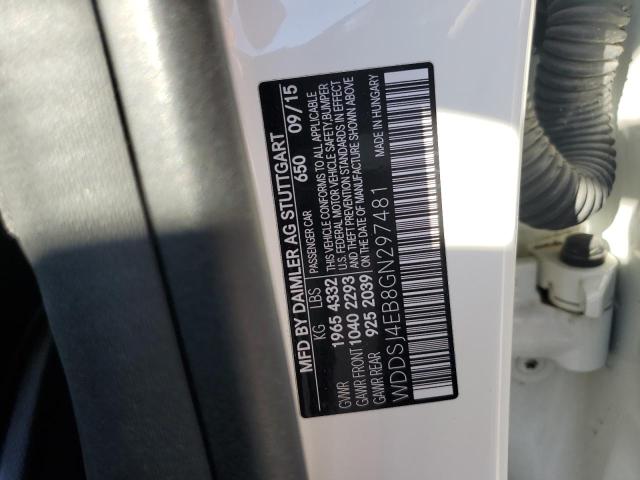 MFD BY DAIMLER AG STUTTGART
PASSENGER CAR 650 09/15
KG LBS
GVWR 1965 4332
GAWR FRONT 1040 2293
GAWR REAR 925 2039
THIS VEHICLE CONFORMS TO ALL APPLICABLE
U.S. FEDERAL MOTOR VEHICLE SAFETY, BUMPER
AND THEFT PREVENTION STANDARDS IN EFFECT
ON THE DATE OF MANUFACTURE SHOWN ABOVE
MADE IN HUNGARY
WDDSJ4EB8GN297481